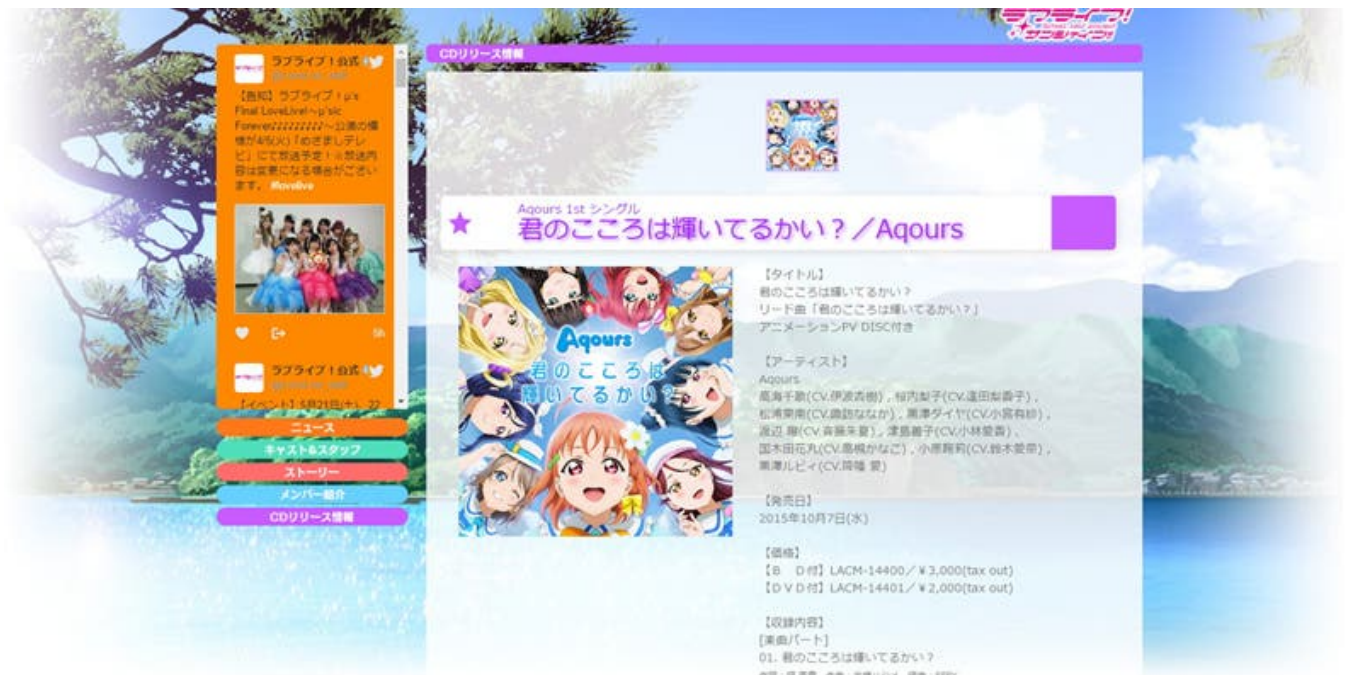 ラブライブ！
サンシャイン!!
ラブライブ！公式
【告知】ラブライブ！μ's
Final LoveLive!〜μ'sic
Forever♪♪♪♪♪♪♪♪♪〜公演の模
様が4/5(火)「めざましテレ
ビ」にて放送予定！※放送内
容は変更になる場合がござい
ます。 #lovelive
5h
ラブライブ！公式
【イベント】5月21日(土)、22
ニュース
キャスト&スタッフ
ストーリー
メンバー紹介
CDリリース情報
CDリリース情報
Aqours 1st シングル
君のこころは輝いてるかい？／Aqours
Aqours
君のこころは
輝いてるかい？
【タイトル】
君のこころは輝いてるかい？
リード曲「君のこころは輝いてるかい？」
アニメーションPV DISC付き
【アーティスト】
Aqours
高海千歌(CV.伊波杏樹) , 桜内梨子(CV.逢田梨香子) ,
松浦果南(CV.諏訪ななか) , 黒澤ダイヤ(CV.小宮有紗) ,
渡辺 曜(CV.斉藤朱夏) , 津島善子(CV.小林愛香) ,
国木田花丸(CV.高槻かなこ) , 小原鞠莉(CV.鈴木愛奈) ,
黒澤ルビィ(CV.降幡 愛)
【発売日】
2015年10月7日(水)
【価格】
【Ｂ　Ｄ付】LACM-14400／￥3,000(tax out)
【ＤＶＤ付】LACM-14401／￥2,000(tax out)
【収録内容】
[楽曲パート]
01. 君のこころは輝いてるかい？